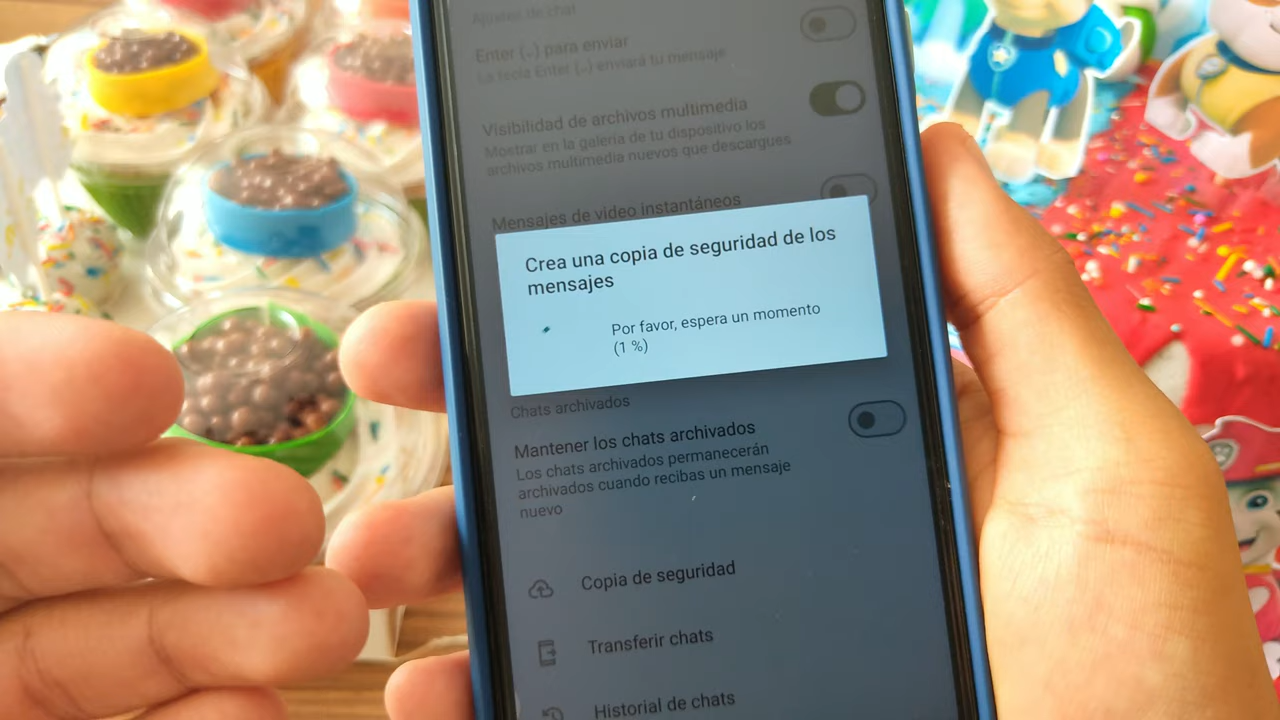 Ajustes de chat
Enter (⏎) para enviar
La tecla Enter (⏎) enviará tu mensaje
Visibilidad de archivos multimedia
Mostrar en la galería de tu dispositivo los
archivos multimedia nuevos que descargues
Mensajes de video instantáneos
Crea una copia de seguridad de los
mensajes
Por favor, espera un momento
(1 %)
Chats archivados
Mantener los chats archivados
Los chats archivados permanecerán
archivados cuando recibas un mensaje
nuevo
Copia de seguridad
Transferir chats
Historial de chats